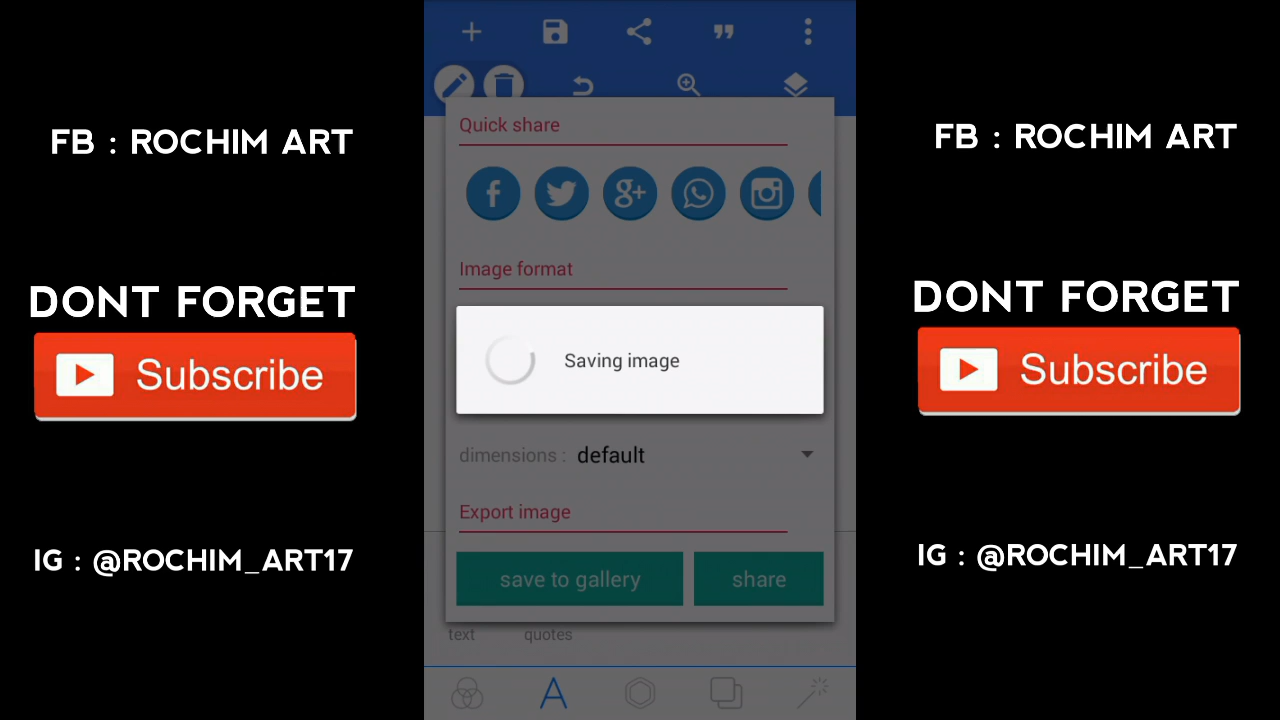 FB : ROCHIM ART
DONT FORGET
Subscribe
IG : @ROCHIM_ART17
Quick share
Image format
Saving image
dimensions : default
Export image
save to gallery
share
text
quotes
FB : ROCHIM ART
DONT FORGET
Subscribe
IG : @ROCHIM_ART17